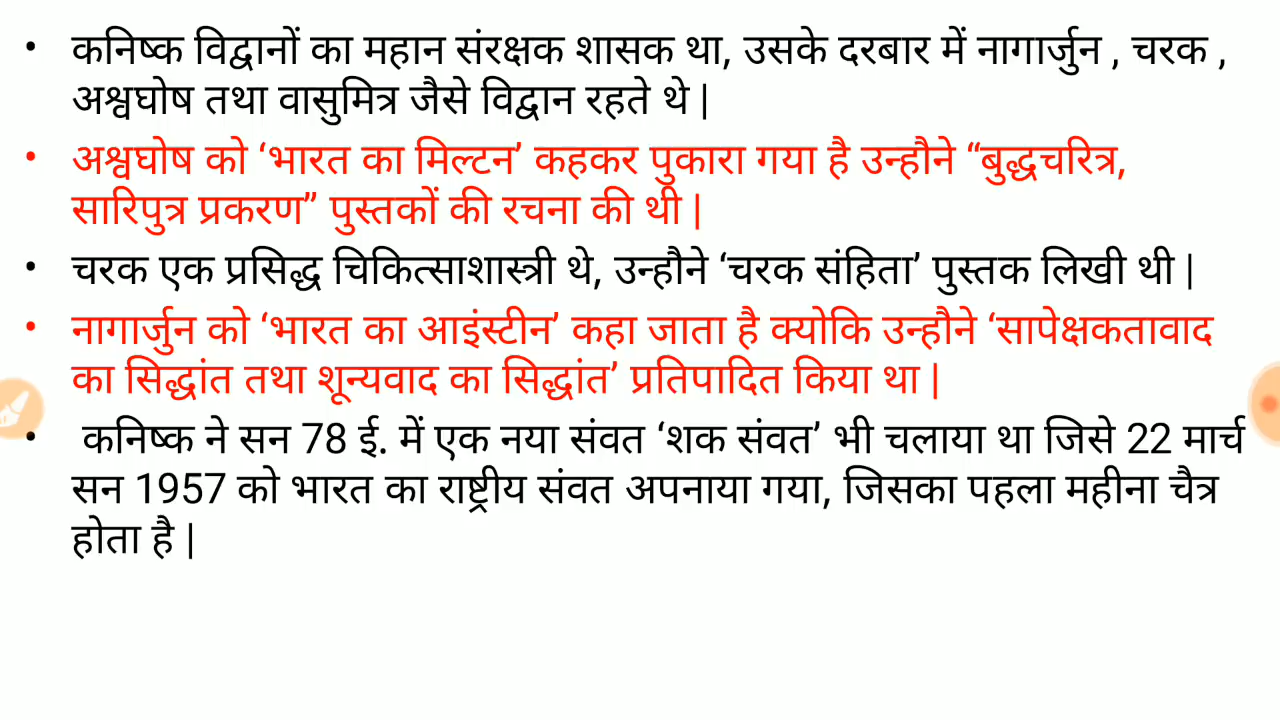 • कनिष्क विद्वानों का महान संरक्षक शासक था, उसके दरबार में नागार्जुन , चरक ,
अश्वघोष तथा वासुमित्र जैसे विद्वान रहते थे |
• अश्वघोष को ‘भारत का मिल्टन’ कहकर पुकारा गया है उन्हौने “बुद्धचरित्र,
सारिपुत्र प्रकरण” पुस्तकों की रचना की थी |
• चरक एक प्रसिद्ध चिकित्साशास्त्री थे, उन्हौने ‘चरक संहिता’ पुस्तक लिखी थी |
• नागार्जुन को ‘भारत का आइंस्टीन’ कहा जाता है क्योकि उन्हौने ‘सापेक्षकतावाद
का सिद्धांत तथा शून्यवाद का सिद्धांत’ प्रतिपादित किया था |
• कनिष्क ने सन 78 ई. में एक नया संवत ‘शक संवत’ भी चलाया था जिसे 22 मार्च
सन 1957 को भारत का राष्ट्रीय संवत अपनाया गया, जिसका पहला महीना चैत्र
होता है |